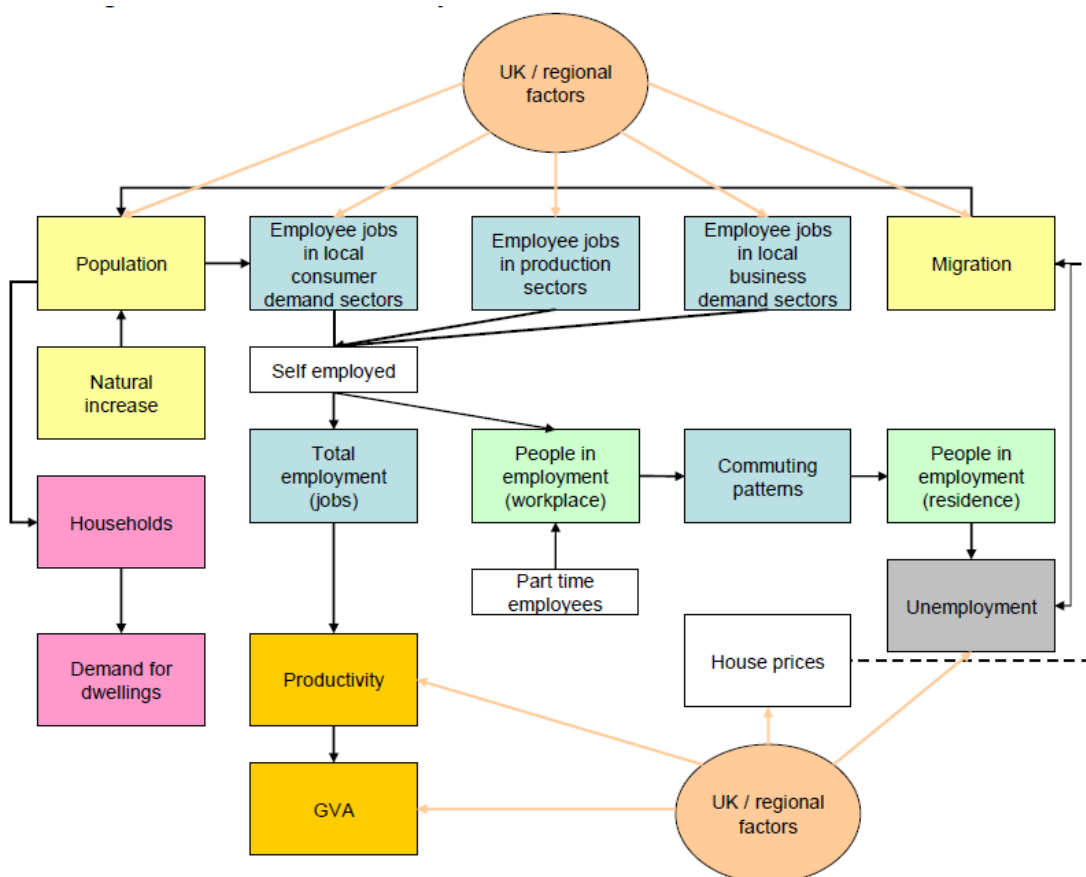 UK / regional
factors
Population
Employee jobs
in local
consumer
demand sectors
Employee jobs
in production
sectors
Employee jobs
in local
business
demand sectors
Migration
Natural
increase
Self employed
Total
employment
(jobs)
People in
employment
(workplace)
Commuting
patterns
People in
employment
(residence)
Households
Part time
employees
Unemployment
Demand for
dwellings
Productivity
House prices
GVA
UK / regional
factors